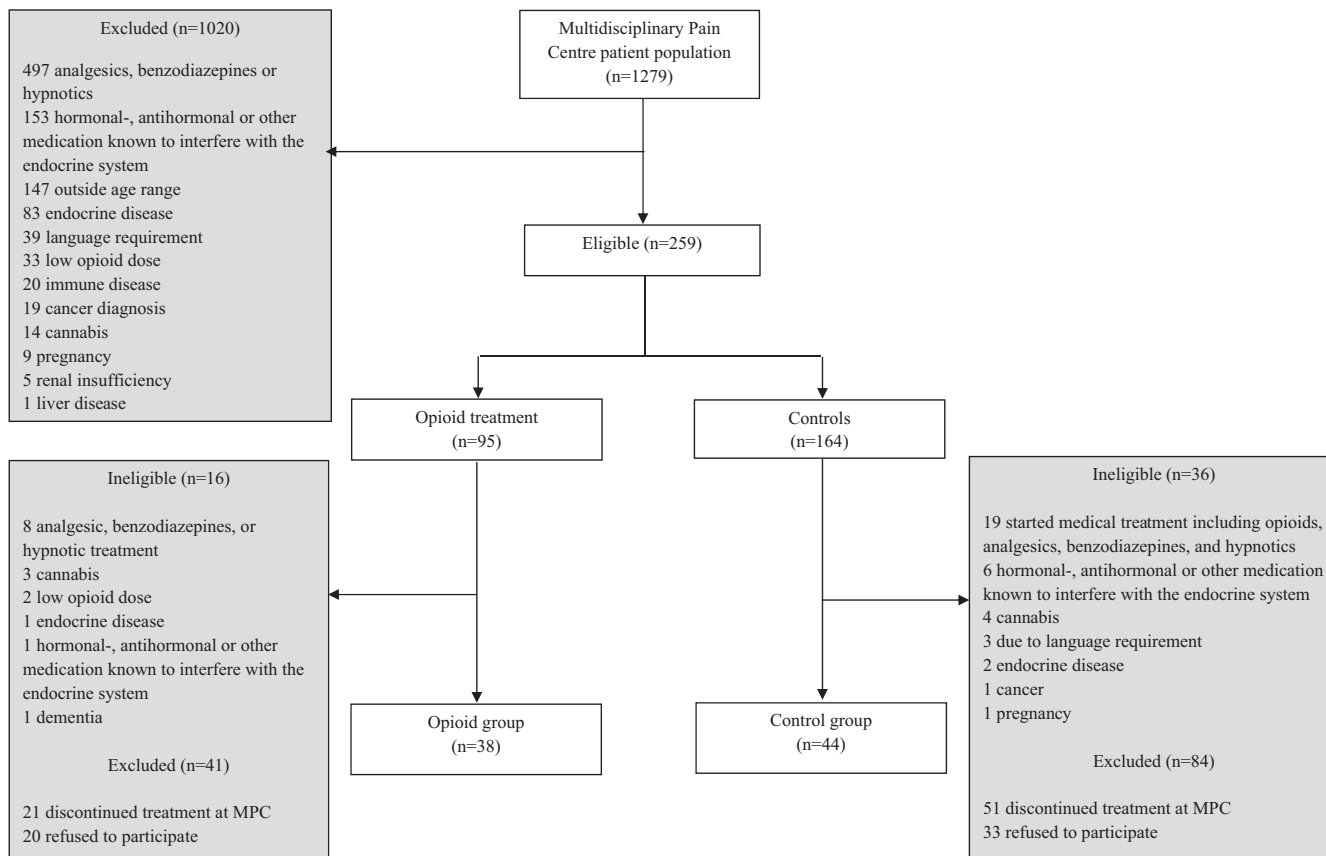 Excluded (n=1020)
497 analgesics, benzodiazepines or
hypnotics
153 hormonal-, antihormonal or other
medication known to interfere with the
endocrine system
147 outside age range
83 endocrine disease
39 language requirement
33 low opioid dose
20 immune disease
19 cancer diagnosis
14 cannabis
9 pregnancy
5 renal insufficiency
1 liver disease
Multidisciplinary Pain
Centre patient population
(n=1279)
Eligible (n=259)
Opioid treatment
(n=95)
Controls
(n=164)
Ineligible (n=16)
8 analgesic, benzodiazepines, or
hypnotic treatment
3 cannabis
2 low opioid dose
1 endocrine disease
1 hormonal-, antihormonal or other
medication known to interfere with the
endocrine system
1 dementia
Excluded (n=41)
21 discontinued treatment at MPC
20 refused to participate
Ineligible (n=36)
19 started medical treatment including opioids,
analgesics, benzodiazepines, and hypnotics
6 hormonal-, antihormonal or other medication
known to interfere with the endocrine system
4 cannabis
3 due to language requirement
2 endocrine disease
1 cancer
1 pregnancy
Excluded (n=84)
51 discontinued treatment at MPC
33 refused to participate
Opioid group
(n=38)
Control group
(n=44)